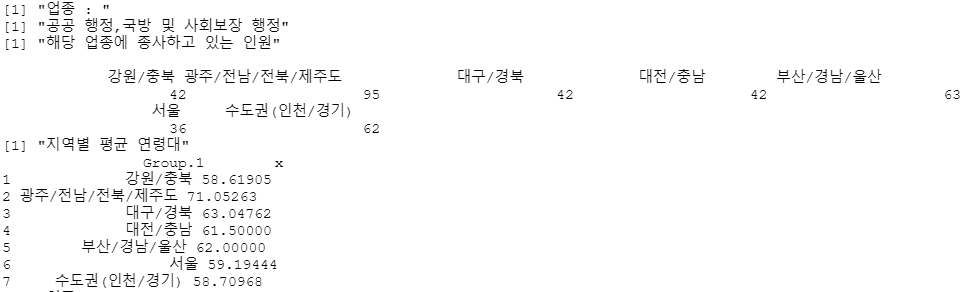 [1] "업종 : "
[1] "공공 행정,국방 및 사회보장 행정"
[1] "해당 업종에 종사하고 있는 인원"
강원/충북 광주/전남/전북/제주도 대구/경북 대전/충남 부산/경남/울산
42 95 42 42 63
서울 수도권(인천/경기)
36 62
[1] "지역별 평균 연령대"
Group.1 x
1 강원/충북 58.61905
2 광주/전남/전북/제주도 71.05263
3 대구/경북 63.04762
4 대전/충남 61.50000
5 부산/경남/울산 62.00000
6 서울 59.19444
7 수도권(인천/경기) 58.70968